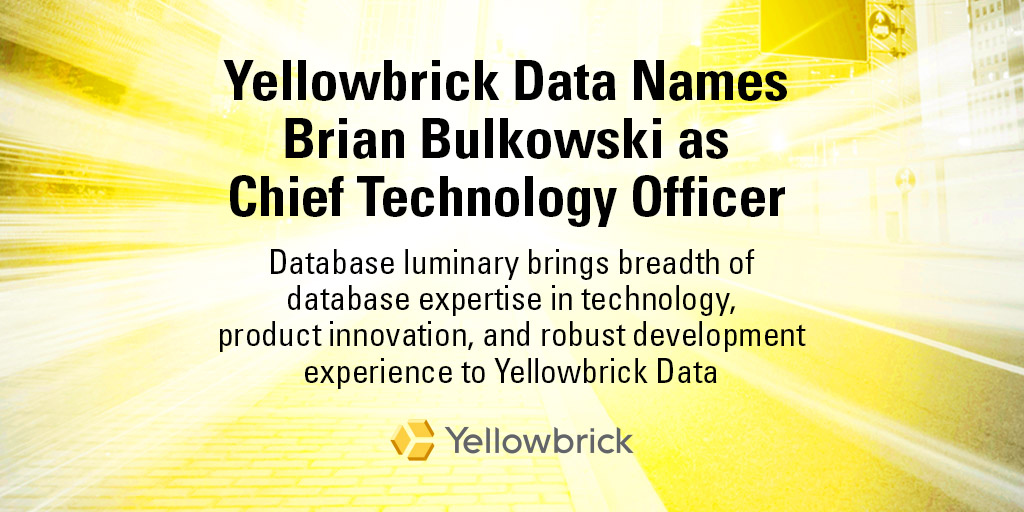 Yellowbrick Data Names
Brian Bulkowski as
Chief Technology Officer
Database luminary brings breadth of
database expertise in technology,
product innovation, and robust development
experience to Yellowbrick Data
Yellowbrick